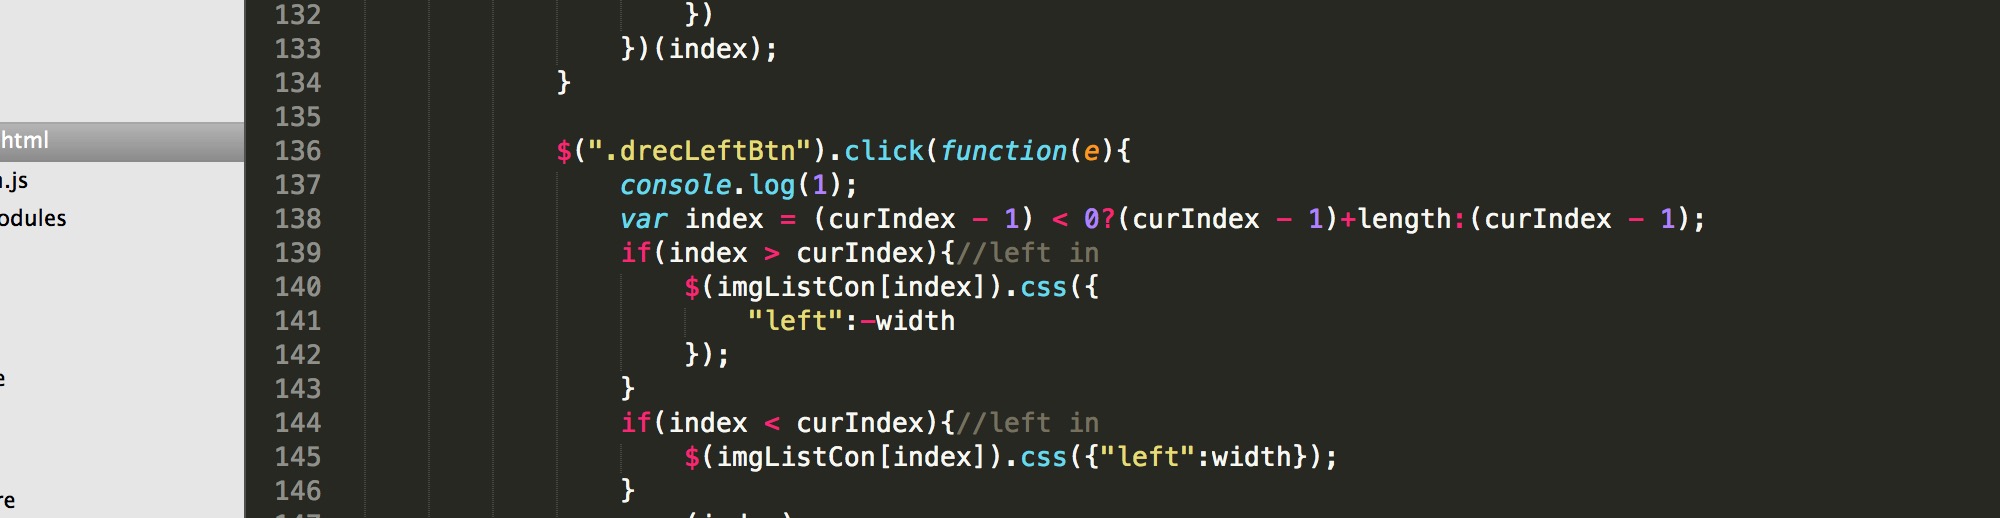 132 })
133 })(index);
134 }
135
html
136 $(".drecLeftBtn").click(function(e){
.js
137 console.log(1);
odules
138 var index = (curIndex - 1) < 0?(curIndex - 1)+length:(curIndex - 1);
139 if(index > curIndex){//left in
140 $(imgListCon[index]).css({
141 "left":-width
142 });
e
143 }
144 if(index < curIndex){//left in
145 $(imgListCon[index]).css({"left":width});
re
146 }